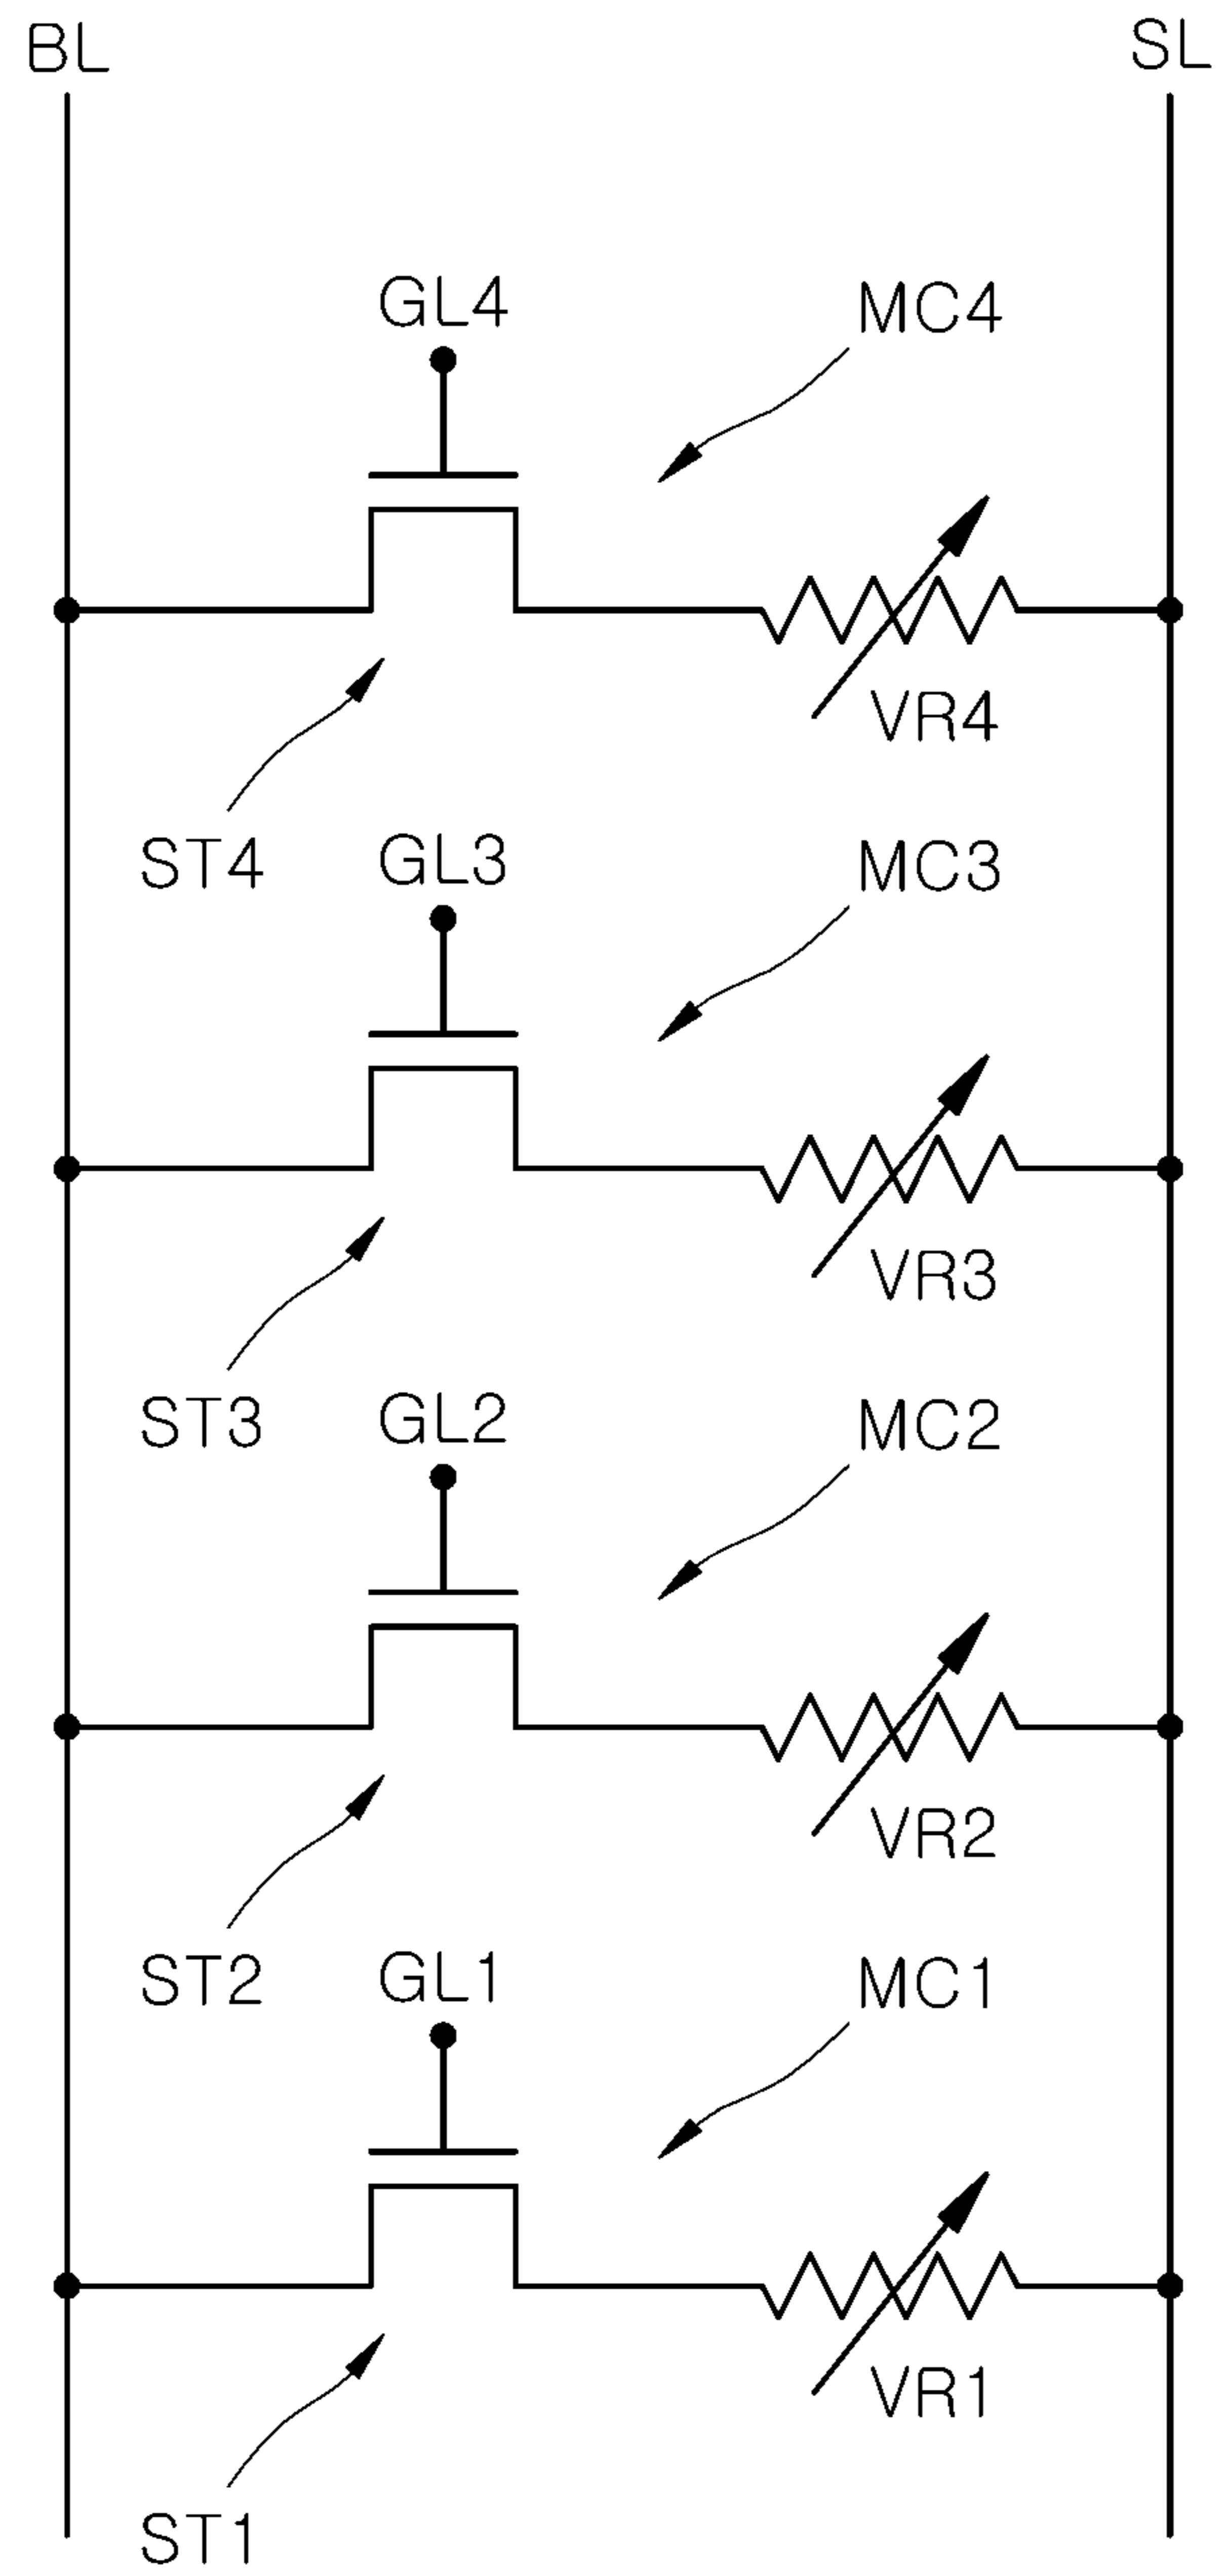 BL
SL
GL4
MC4
VR4
ST4
GL3
MC3
VR3
ST3
GL2
MC2
VR2
ST2
GL1
MC1
VR1
ST1